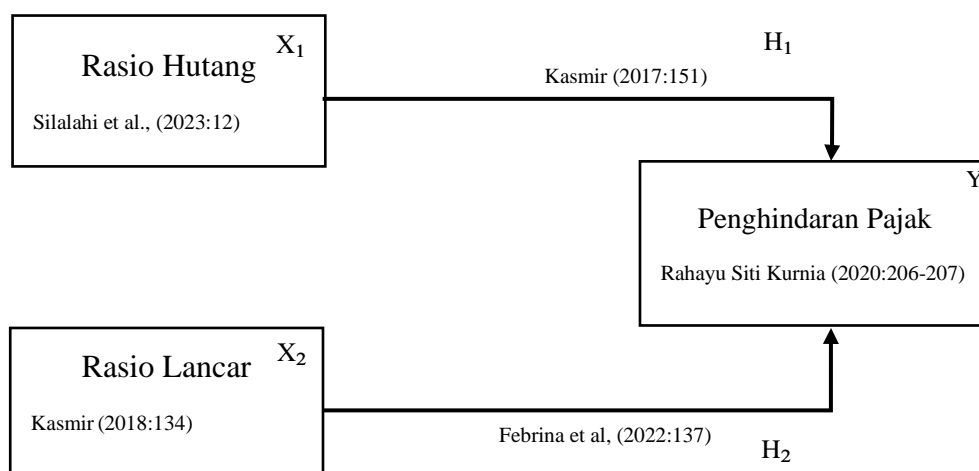 X₁
Rasio Hutang
Silalahi et al., (2023:12)
H₁
Kasmir (2017:151)
Y
Penghindaran Pajak
Rahayu Siti Kurnia (2020:206-207)
X₂
Rasio Lancar
Kasmir (2018:134)
Febrina et al, (2022:137)
H₂